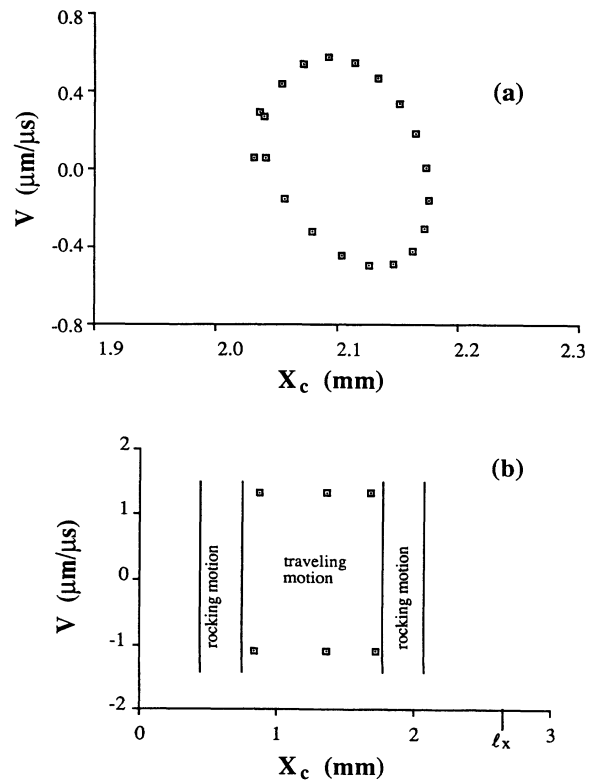 0.8
0.4
0.0
-0.4
-0.8
V (μm/μs)
(a)
1.9
2.0
2.1
2.2
2.3
Xc (mm)
2
1
0
-1
-2
V (μm/μs)
(b)
rocking motion
traveling
motion
rocking motion
0
1
2
ℓx
3
Xc (mm)